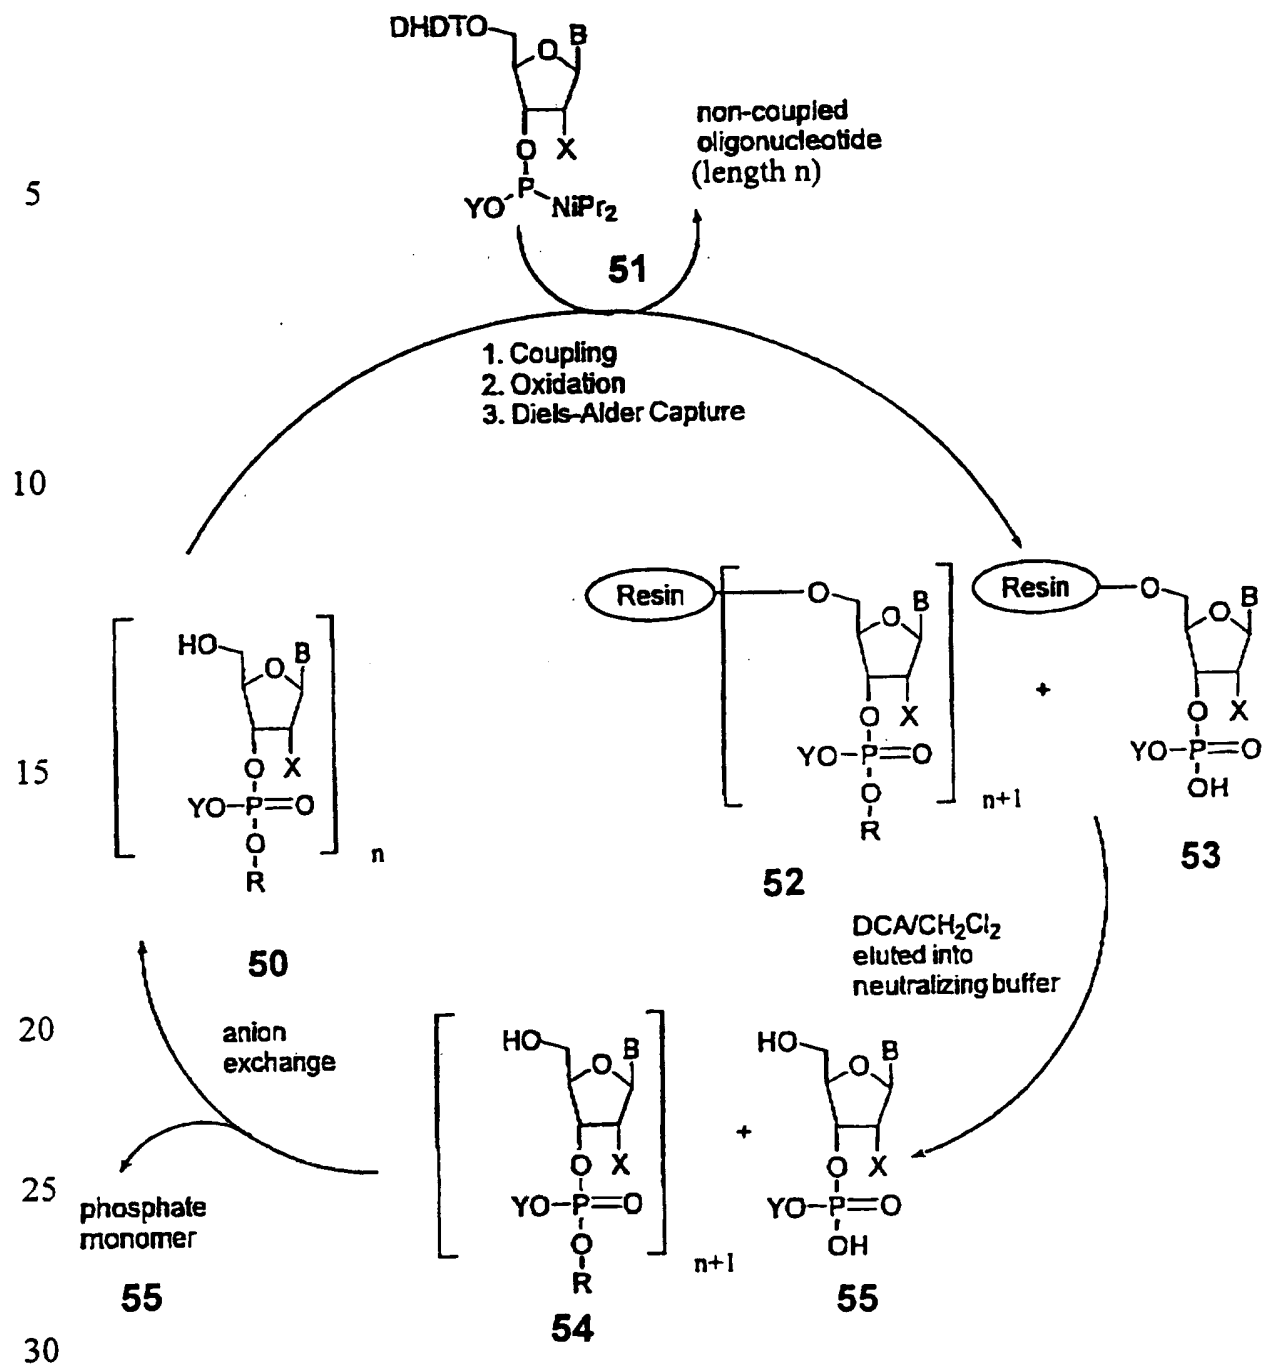 DHDTO
O
B
O X
P
YO NiPr2
non-coupled
oligonucleotide
(length n)
5
51
1. Coupling
2. Oxidation
3. Diels-Alder Capture
10
Resin
O
O
B
O X
YO-P=O
O
R
n+1
52
+
Resin
O
O
B
O X
YO-P=O
OH
53
HO
O
B
O X
YO-P=O
O
R
n
50
15
DCA/CH2Cl2
eluted into
neutralizing buffer
20
anion
exchange
HO
O
B
O X
YO-P=O
O
R
n+1
54
+
HO
O
B
O X
YO-P=O
OH
55
25
phosphate
monomer
55
30